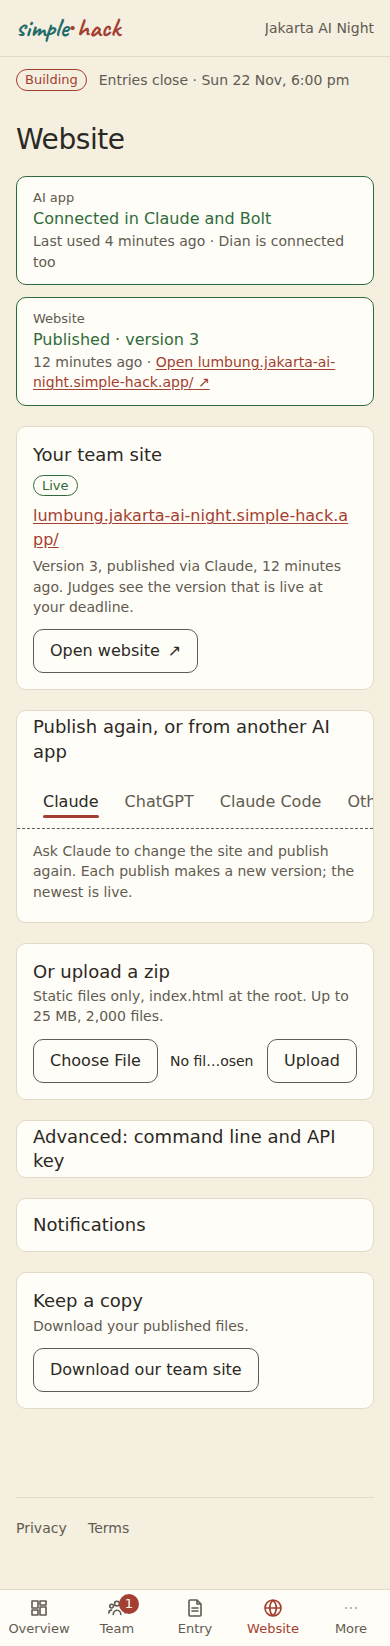 simple·hack
Jakarta AI Night
Building
Entries close · Sun 22 Nov, 6:00 pm
Website
AI app
Connected in Claude and Bolt
Last used 4 minutes ago · Dian is connected
too
Website
Published · version 3
12 minutes ago · Open lumbung.jakarta-ai-
night.simple-hack.app/ ↗
Your team site
Live
lumbung.jakarta-ai-night.simple-hack.a
pp/
Version 3, published via Claude, 12 minutes
ago. Judges see the version that is live at
your deadline.
Open website ↗
Publish again, or from another AI
app
Claude ChatGPT Claude Code Oth
Ask Claude to change the site and publish
again. Each publish makes a new version; the
newest is live.
Or upload a zip
Static files only, index.html at the root. Up to
25 MB, 2,000 files.
Choose File No fil...osen Upload
Advanced: command line and API
key
Notifications
Keep a copy
Download your published files.
Download our team site
Privacy Terms
1
Overview Team Entry Website More